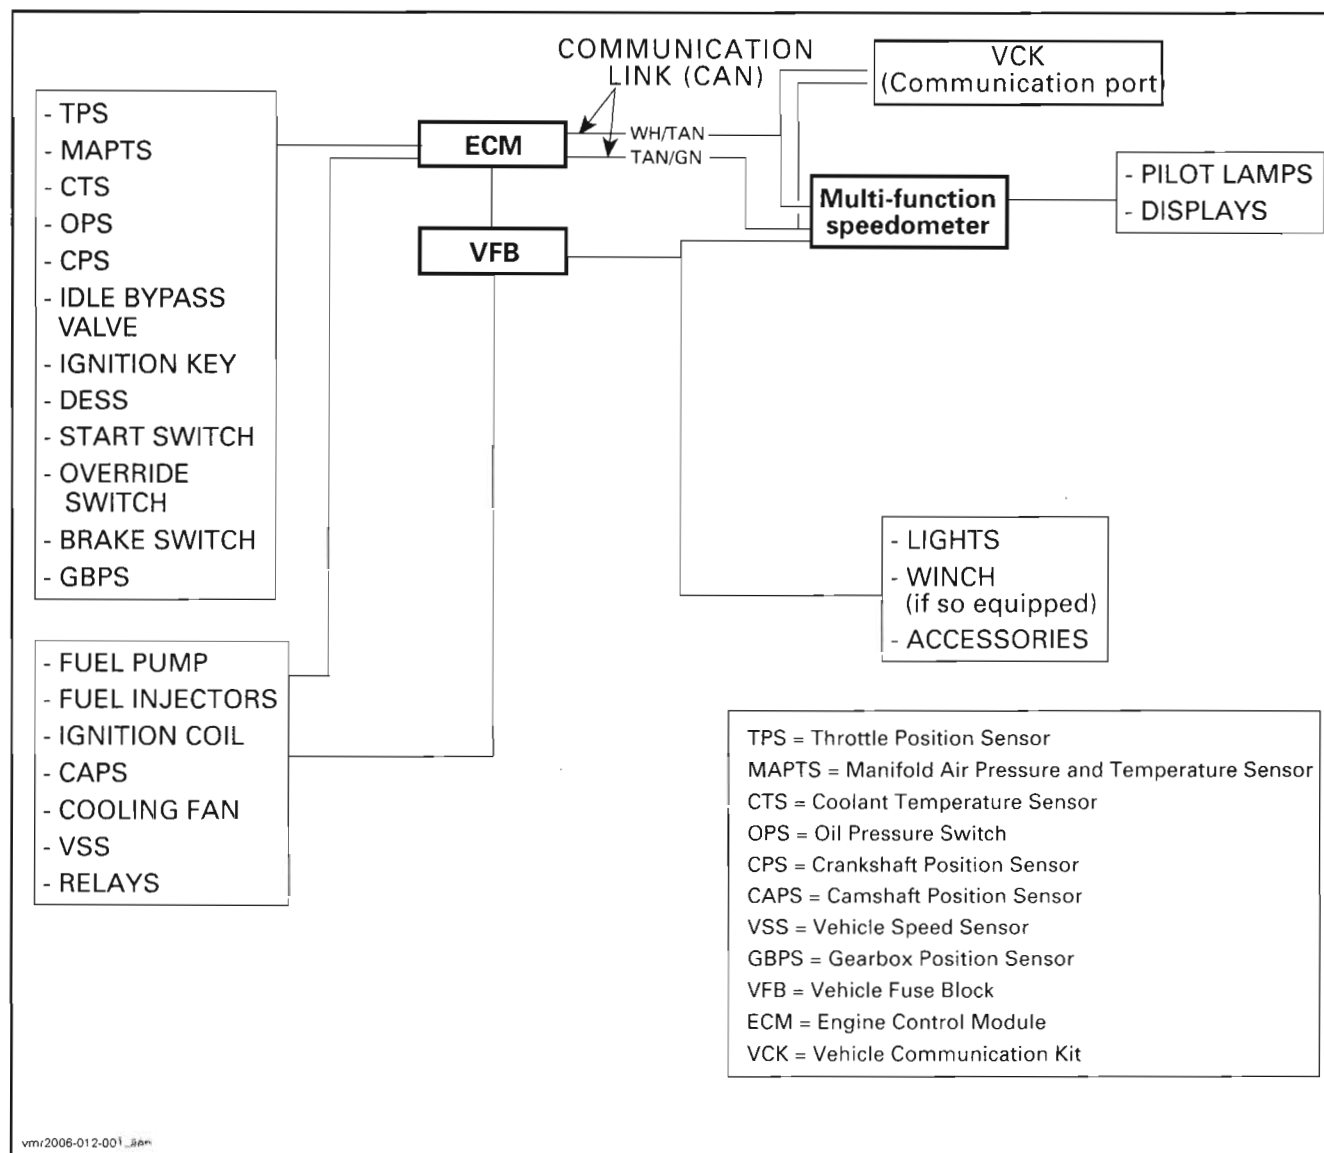 COMMUNICATION
LINK (CAN)
VCK
(Communication port)
- TPS
- MAPTS
- CTS
- OPS
- CPS
- IDLE BYPASS
VALVE
- IGNITION KEY
- DESS
- START SWITCH
- OVERRIDE
SWITCH
- BRAKE SWITCH
- GBPS
ECM
WH/TAN
TAN/GN
VFB
Multi-function
speedometer
- PILOT LAMPS
- DISPLAYS
- LIGHTS
- WINCH
(if so equipped)
- ACCESSORIES
- FUEL PUMP
- FUEL INJECTORS
- IGNITION COIL
- CAPS
- COOLING FAN
- VSS
- RELAYS
TPS = Throttle Position Sensor
MAPTS = Manifold Air Pressure and Temperature Sensor
CTS = Coolant Temperature Sensor
OPS = Oil Pressure Switch
CPS = Crankshaft Position Sensor
CAPS = Camshaft Position Sensor
VSS = Vehicle Speed Sensor
GBPS = Gearbox Position Sensor
VFB = Vehicle Fuse Block
ECM = Engine Control Module
VCK = Vehicle Communication Kit
vmr2006-012-001